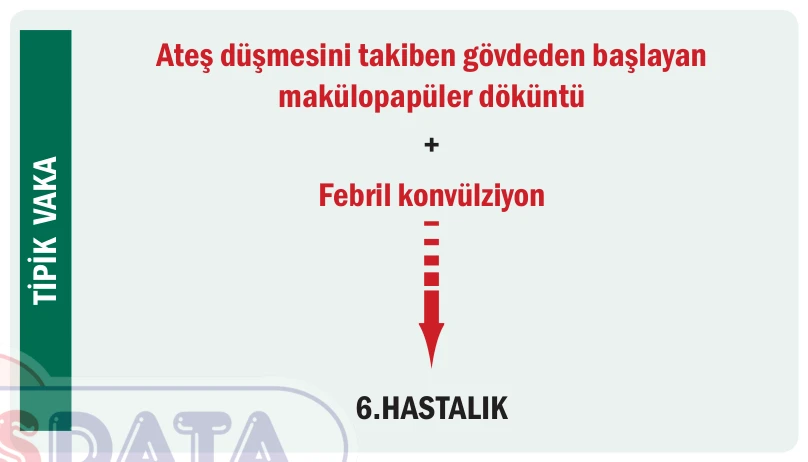 Ateş düşmesini takiben gövdeden başlayan
makülopapüler döküntü
+
Febril konvülziyon
6.HASTALIK
TİPİK VAKA